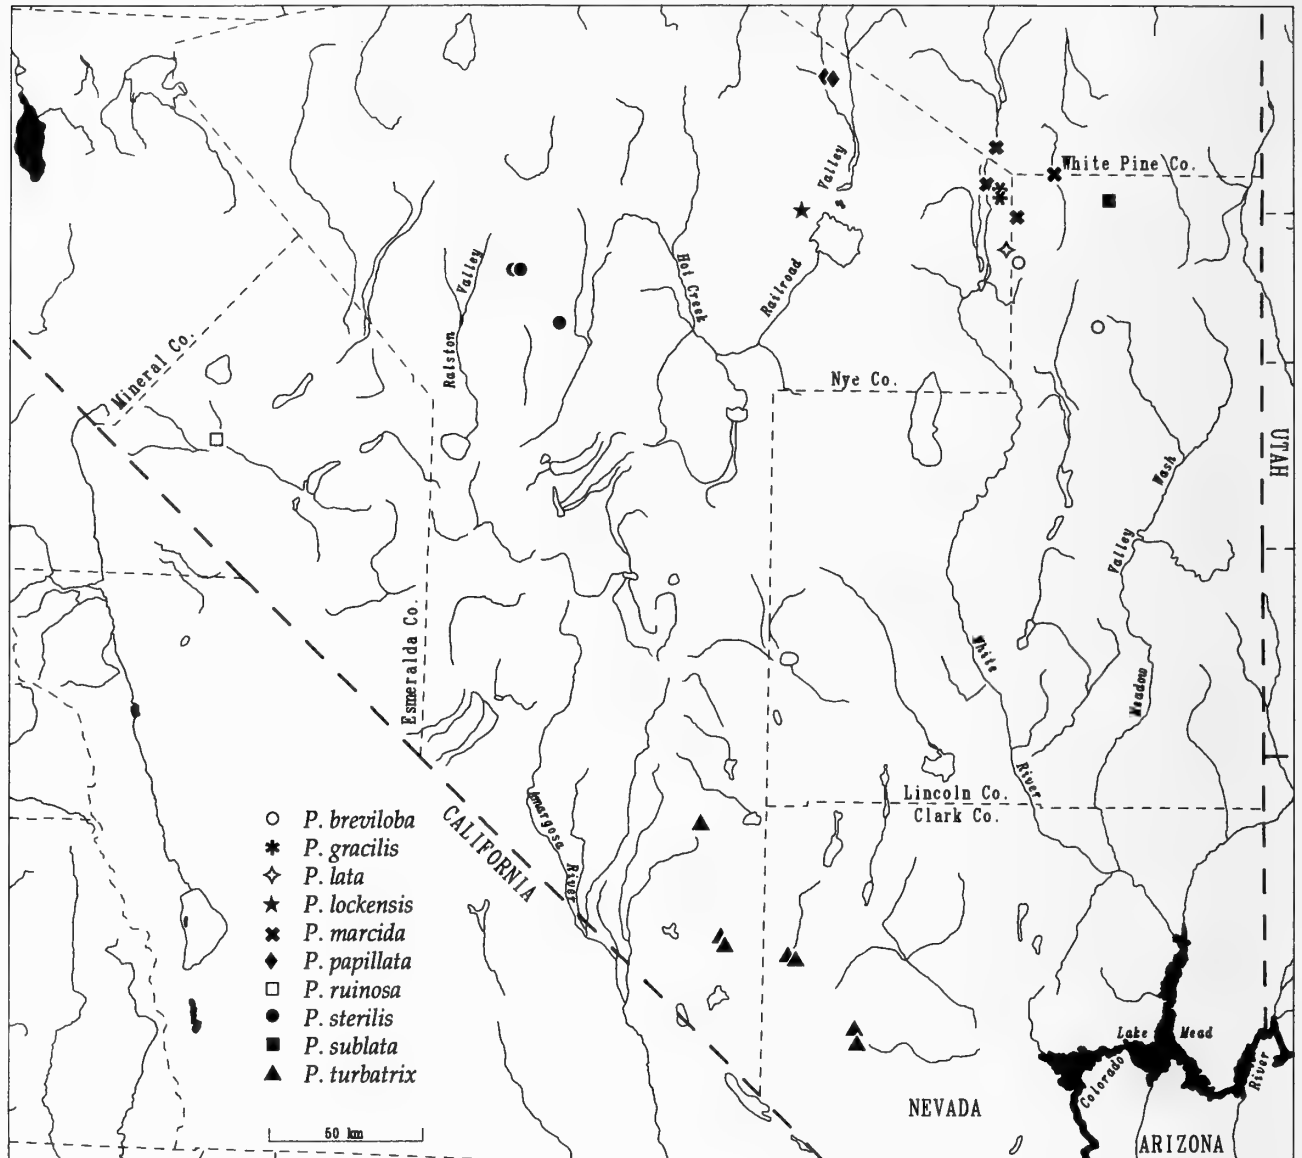 White Pine Co.
Valley
Railroad
Hot Creek
Valley
Ralston
Mineral Co.
Nye Co.
UTAH
Wash
Valley
Meadow
White
River
Esmeralda Co.
Lincoln Co.
Clark Co.
Amargosa
River
CALIFORNIA
P. breviloba
P. gracilis
P. lata
P. lockensis
P. marcida
P. papillata
P. ruinosa
P. sterilis
P. sublata
P. turbatrix
50 km
Lake Mead
Colorado
River
NEVADA
ARIZONA